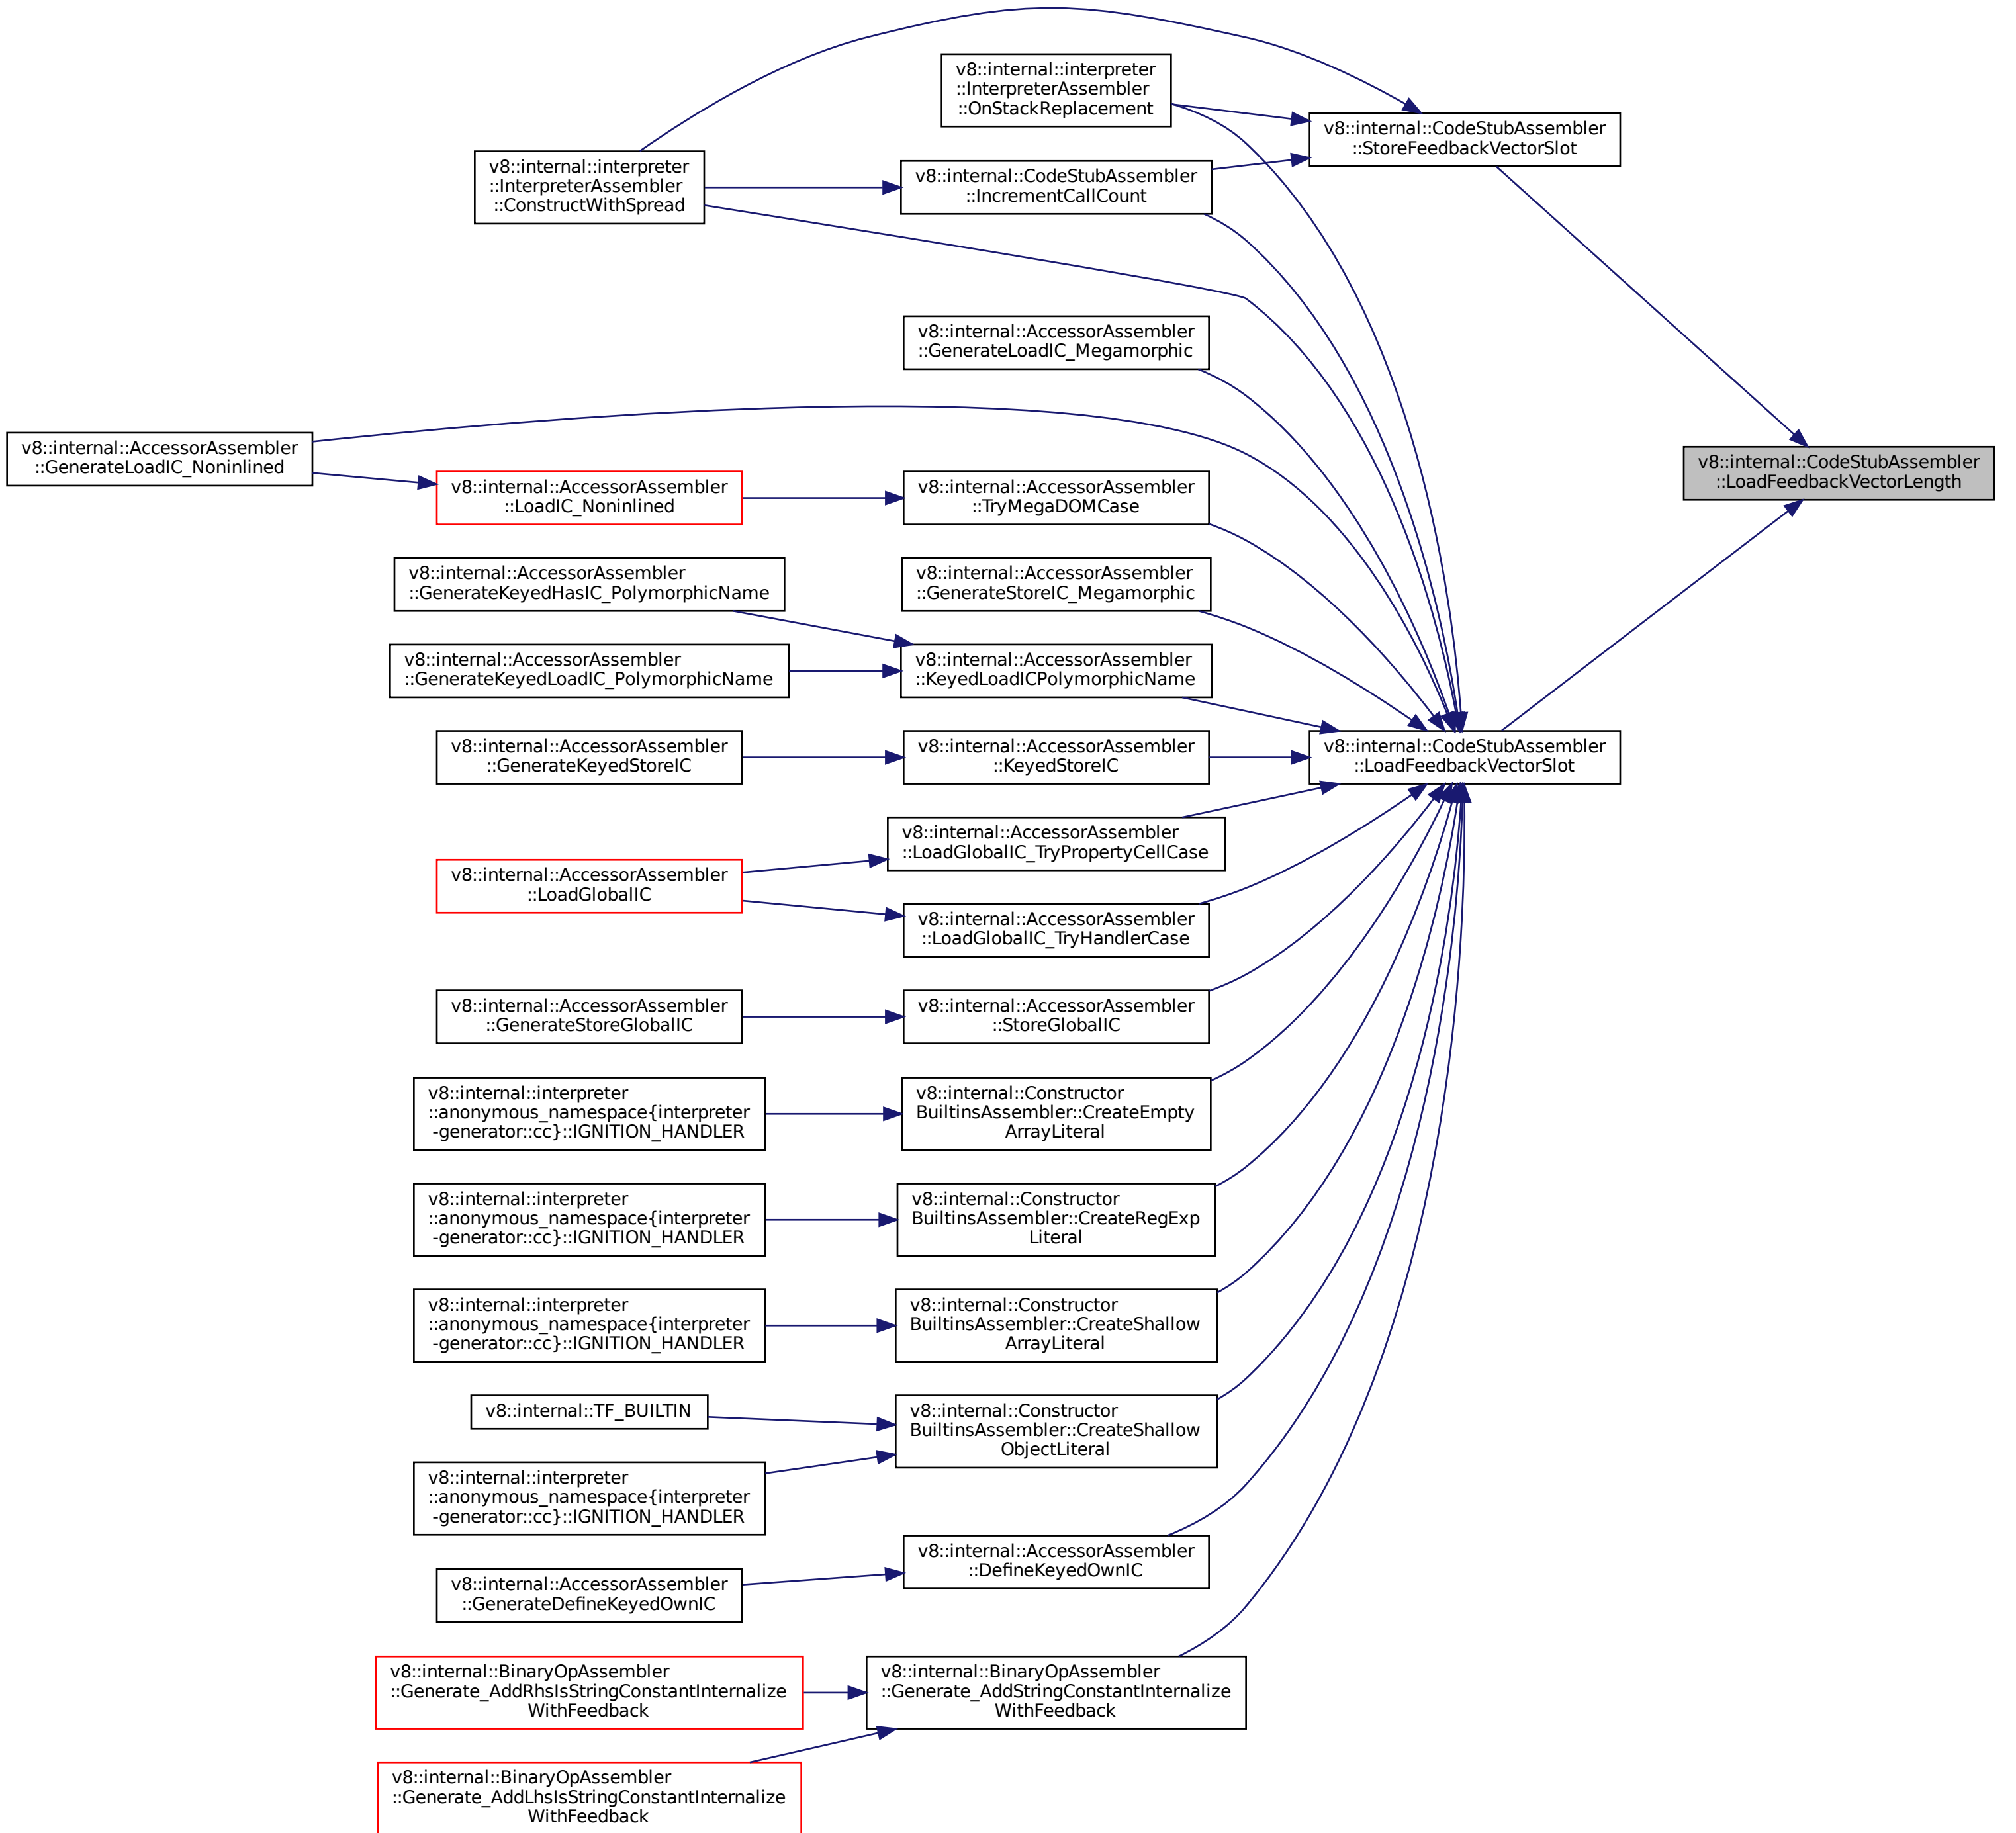 v8::internal::interpreter
::InterpreterAssembler
::OnStackReplacement
v8::internal::CodeStubAssembler
::StoreFeedbackVectorSlot
v8::internal::interpreter
::InterpreterAssembler
::ConstructWithSpread
v8::internal::CodeStubAssembler
::IncrementCallCount
v8::internal::AccessorAssembler
::GenerateLoadIC_Megamorphic
v8::internal::AccessorAssembler
::GenerateLoadIC_Noninlined
v8::internal::CodeStubAssembler
::LoadFeedbackVectorLength
v8::internal::AccessorAssembler
::LoadIC_Noninlined
v8::internal::AccessorAssembler
::TryMegaDOMCase
v8::internal::AccessorAssembler
::GenerateKeyedHasIC_PolymorphicName
v8::internal::AccessorAssembler
::GenerateStoreIC_Megamorphic
v8::internal::AccessorAssembler
::GenerateKeyedLoadIC_PolymorphicName
v8::internal::AccessorAssembler
::KeyedLoadICPolymorphicName
v8::internal::AccessorAssembler
::GenerateKeyedStoreIC
v8::internal::AccessorAssembler
::KeyedStoreIC
v8::internal::CodeStubAssembler
::LoadFeedbackVectorSlot
v8::internal::AccessorAssembler
::LoadGlobalIC_TryPropertyCellCase
v8::internal::AccessorAssembler
::LoadGlobalIC
v8::internal::AccessorAssembler
::LoadGlobalIC_TryHandlerCase
v8::internal::AccessorAssembler
::GenerateStoreGlobalIC
v8::internal::AccessorAssembler
::StoreGlobalIC
v8::internal::interpreter
::anonymous_namespace{interpreter
-generator::cc}::IGNITION_HANDLER
v8::internal::Constructor
BuiltinsAssembler::CreateEmpty
ArrayLiteral
v8::internal::interpreter
::anonymous_namespace{interpreter
-generator::cc}::IGNITION_HANDLER
v8::internal::Constructor
BuiltinsAssembler::CreateRegExp
Literal
v8::internal::interpreter
::anonymous_namespace{interpreter
-generator::cc}::IGNITION_HANDLER
v8::internal::Constructor
BuiltinsAssembler::CreateShallow
ArrayLiteral
v8::internal::TF_BUILTIN
v8::internal::Constructor
BuiltinsAssembler::CreateShallow
ObjectLiteral
v8::internal::interpreter
::anonymous_namespace{interpreter
-generator::cc}::IGNITION_HANDLER
v8::internal::AccessorAssembler
::DefineKeyedOwnIC
v8::internal::AccessorAssembler
::GenerateDefineKeyedOwnIC
v8::internal::BinaryOpAssembler
::Generate_AddRhsIsStringConstantInternalize
WithFeedback
v8::internal::BinaryOpAssembler
::Generate_AddStringConstantInternalize
WithFeedback
v8::internal::BinaryOpAssembler
::Generate_AddLhsIsStringConstantInternalize
WithFeedback